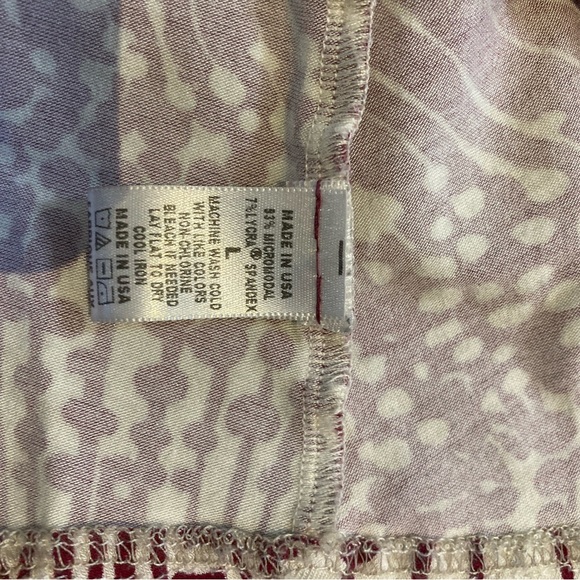 MADE IN USA
93% MICROMODAL
7% LYCRA® SPANDEX
L
MACHINE WASH COLD
WITH LIKE COLORS
NON CHLORINE
BLEACH IF NEEDED
LAY LAT TO DRY
COOL IRON
MADE IN USA